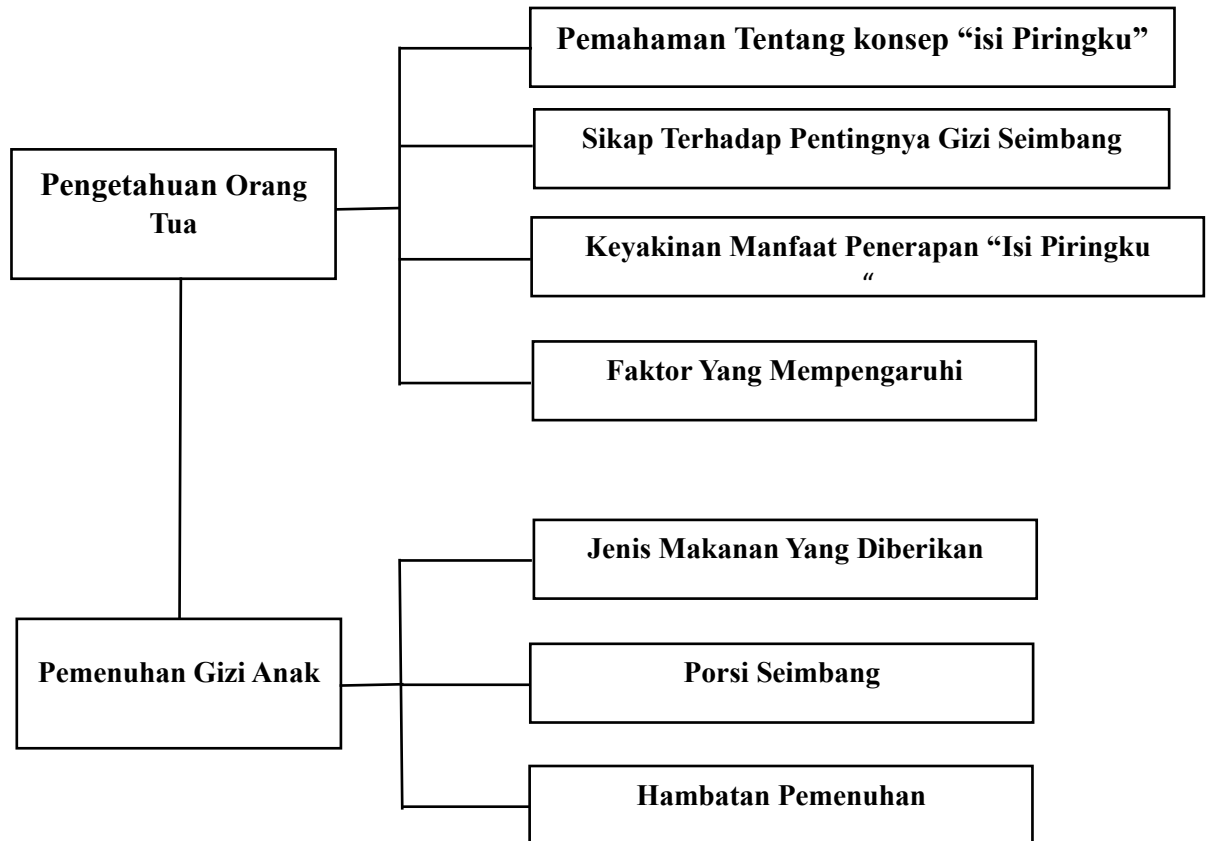 Pemahaman Tentang konsep “isi Piringku”
Sikap Terhadap Pentingnya Gizi Seimbang
Pengetahuan Orang
Tua
Keyakinan Manfaat Penerapan “Isi Piringku
“
Faktor Yang Mempengaruhi
Jenis Makanan Yang Diberikan
Pemenuhan Gizi Anak
Porsi Seimbang
Hambatan Pemenuhan